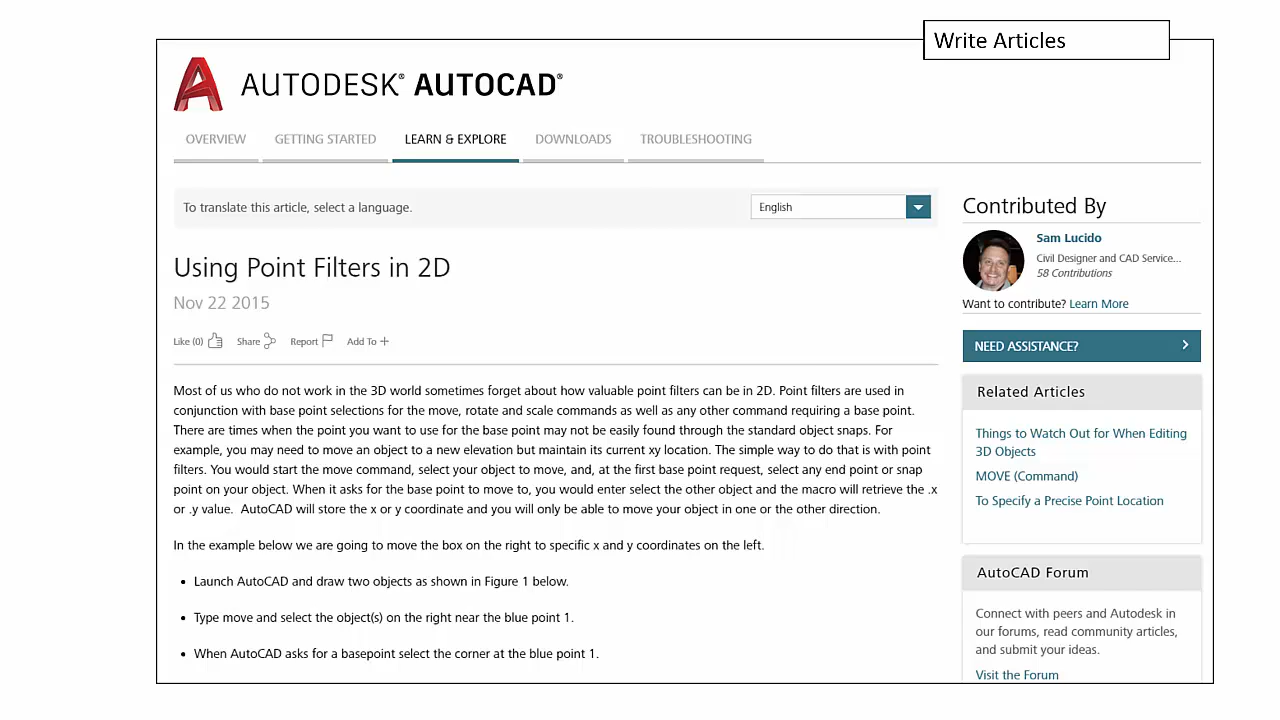 Write Articles
AUTODESK® AUTOCAD®
OVERVIEW GETTING STARTED LEARN & EXPLORE DOWNLOADS TROUBLESHOOTING
To translate this article, select a language.
English
Using Point Filters in 2D
Nov 22 2015
Like (0) Share Report Add To +
Most of us who do not work in the 3D world sometimes forget about how valuable point filters can be in 2D. Point filters are used in
conjunction with base point selections for the move, rotate and scale commands as well as any other command requiring a base point.
There are times when the point you want to use for the base point may not be easily found through the standard object snaps. For
example, you may need to move an object to a new elevation but maintain its current xy location. The simple way to do that is with point
filters. You would start the move command, select your object to move, and, at the first base point request, select any end point or snap
point on your object. When it asks for the base point to move to, you would enter select the other object and the macro will retrieve the .x
or .y value.  AutoCAD will store the x or y coordinate and you will only be able to move your object in one or the other direction.
In the example below we are going to move the box on the right to specific x and y coordinates on the left.
• Launch AutoCAD and draw two objects as shown in Figure 1 below.
• Type move and select the object(s) on the right near the blue point 1.
• When AutoCAD asks for a basepoint select the corner at the blue point 1.
Contributed By
Sam Lucido
Civil Designer and CAD Service...
58 Contributions
Want to contribute? Learn More
NEED ASSISTANCE?
Related Articles
Things to Watch Out for When Editing
3D Objects
MOVE (Command)
To Specify a Precise Point Location
AutoCAD Forum
Connect with peers and Autodesk in
our forums, read community articles,
and submit your ideas.
Visit the Forum